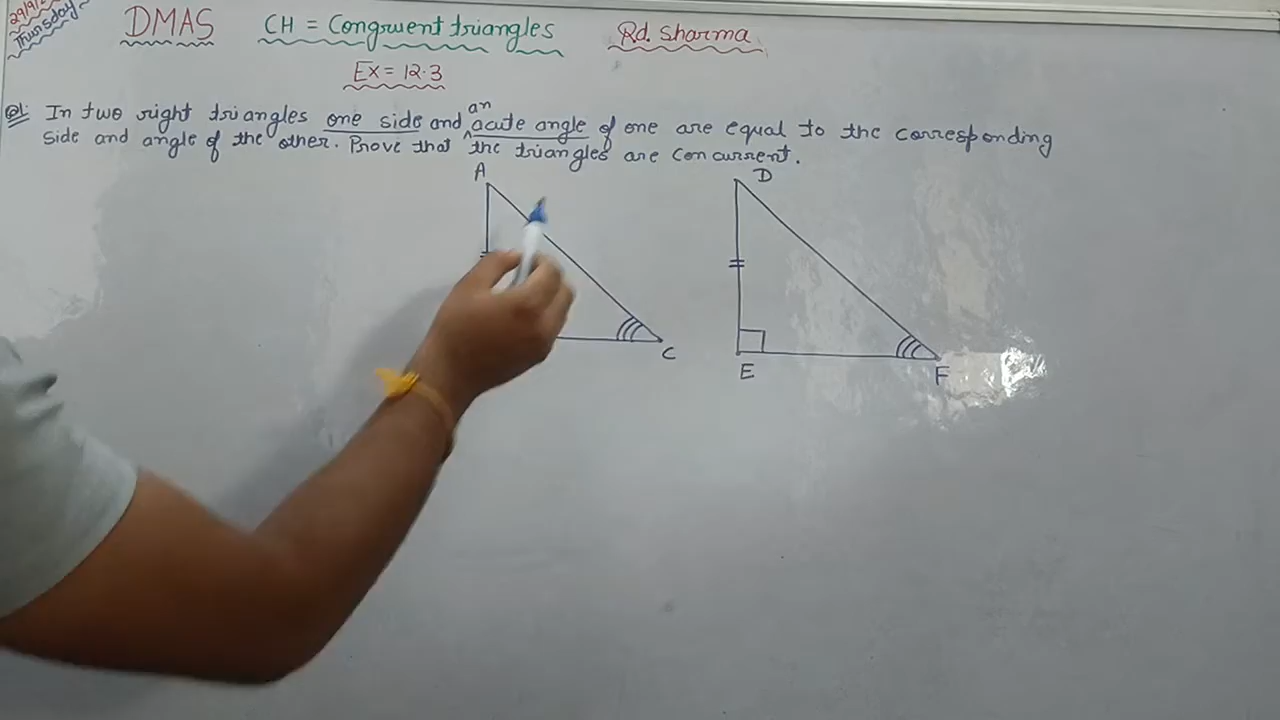 29/9/
Thursday
DMAS CH = Congruent triangles Rd. Sharma
Ex = 12.3
Q1: In two right triangles one side and an acute angle of one are equal to the corresponding
side and angle of the other. Prove that the triangles are concurrent.
A D
C
E F